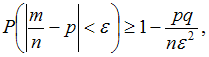 P(|m/n − p| < ε) ≥ 1 − pq/nε²,